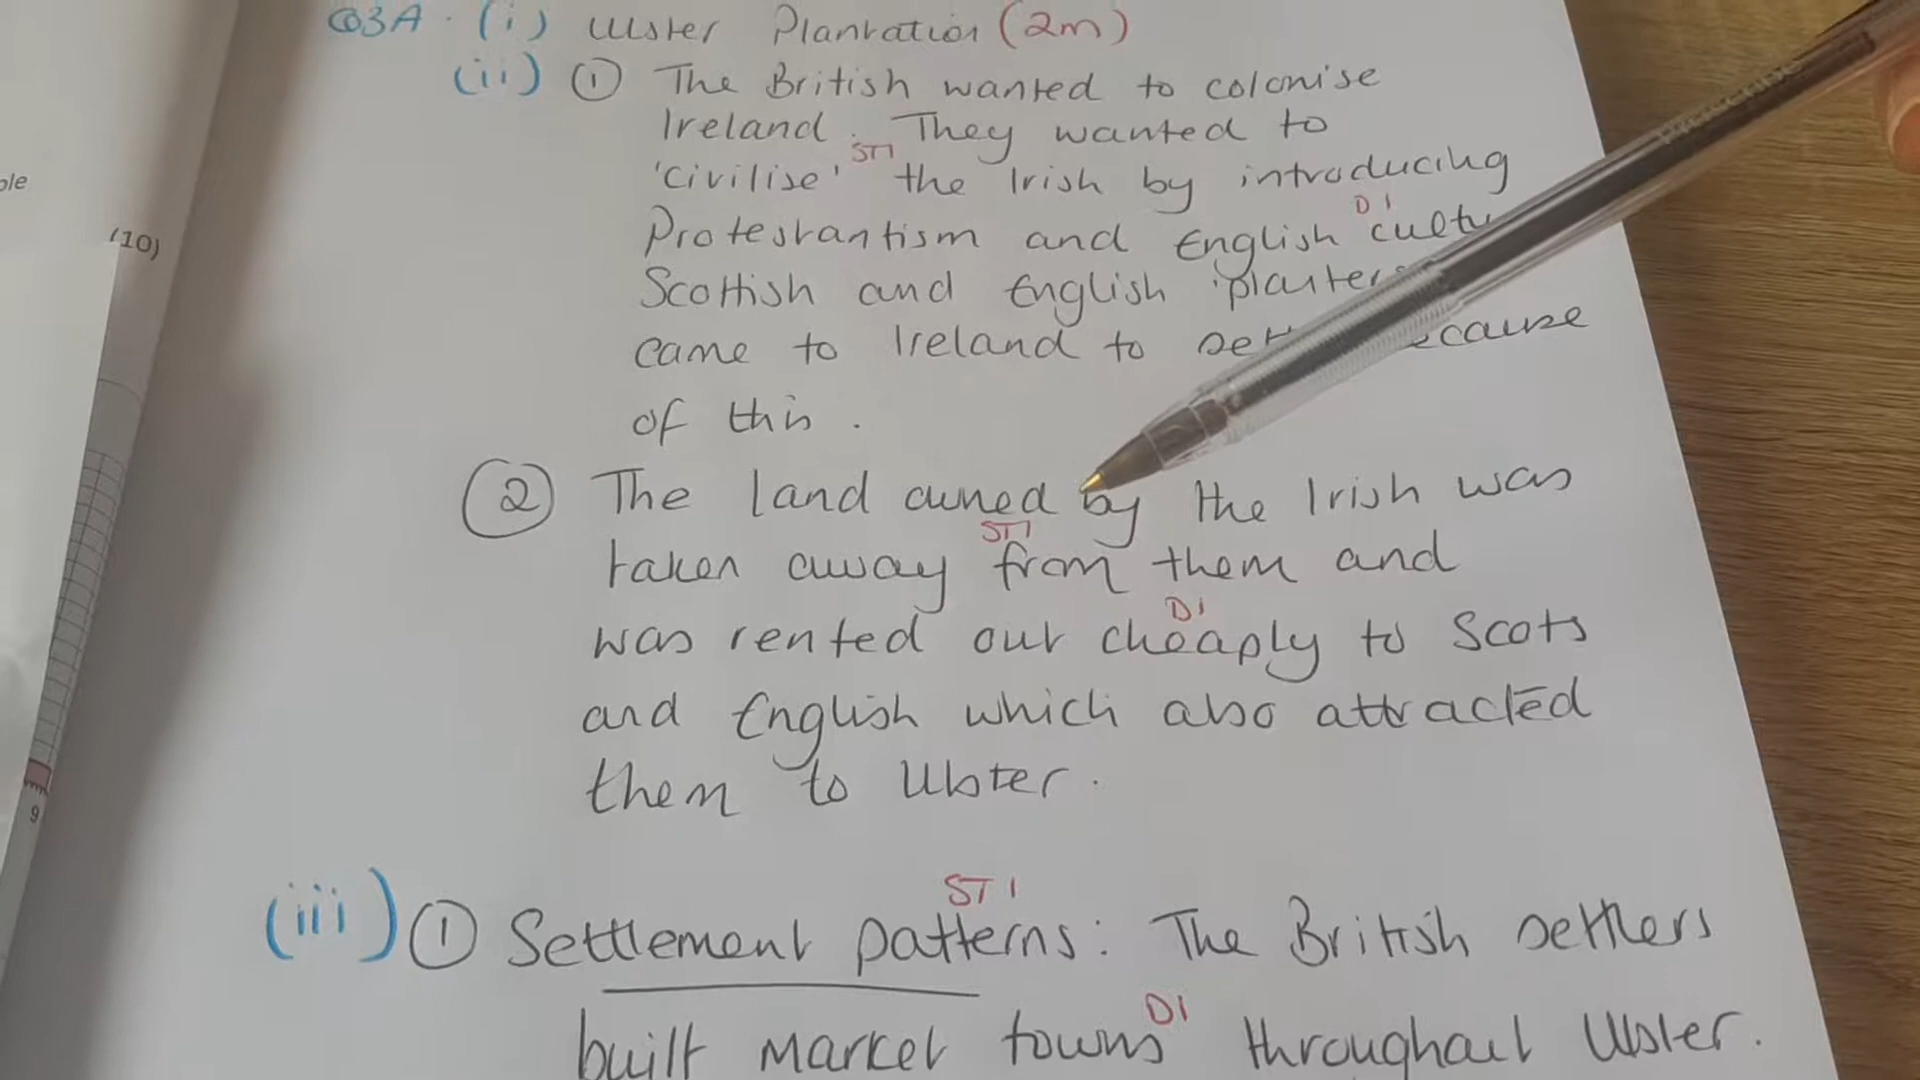 Q3A. (i) Ulster Plantation (2m)
(ii) ① The British wanted to colonise
Ireland. They wanted to
ST1
'civilise' the Irish by introducing
D1
Protestantism and English
Scottish and English
came to Ireland to
of this.
② The land owned by the Irish was
ST1
taken away from them and
D1
was rented out cheaply to Scots
and English which also attracted
them to Ulster.
ST1
(iii) ① Settlement patterns: The British settlers
D1
built market towns throughout Ulster.
(10)
9